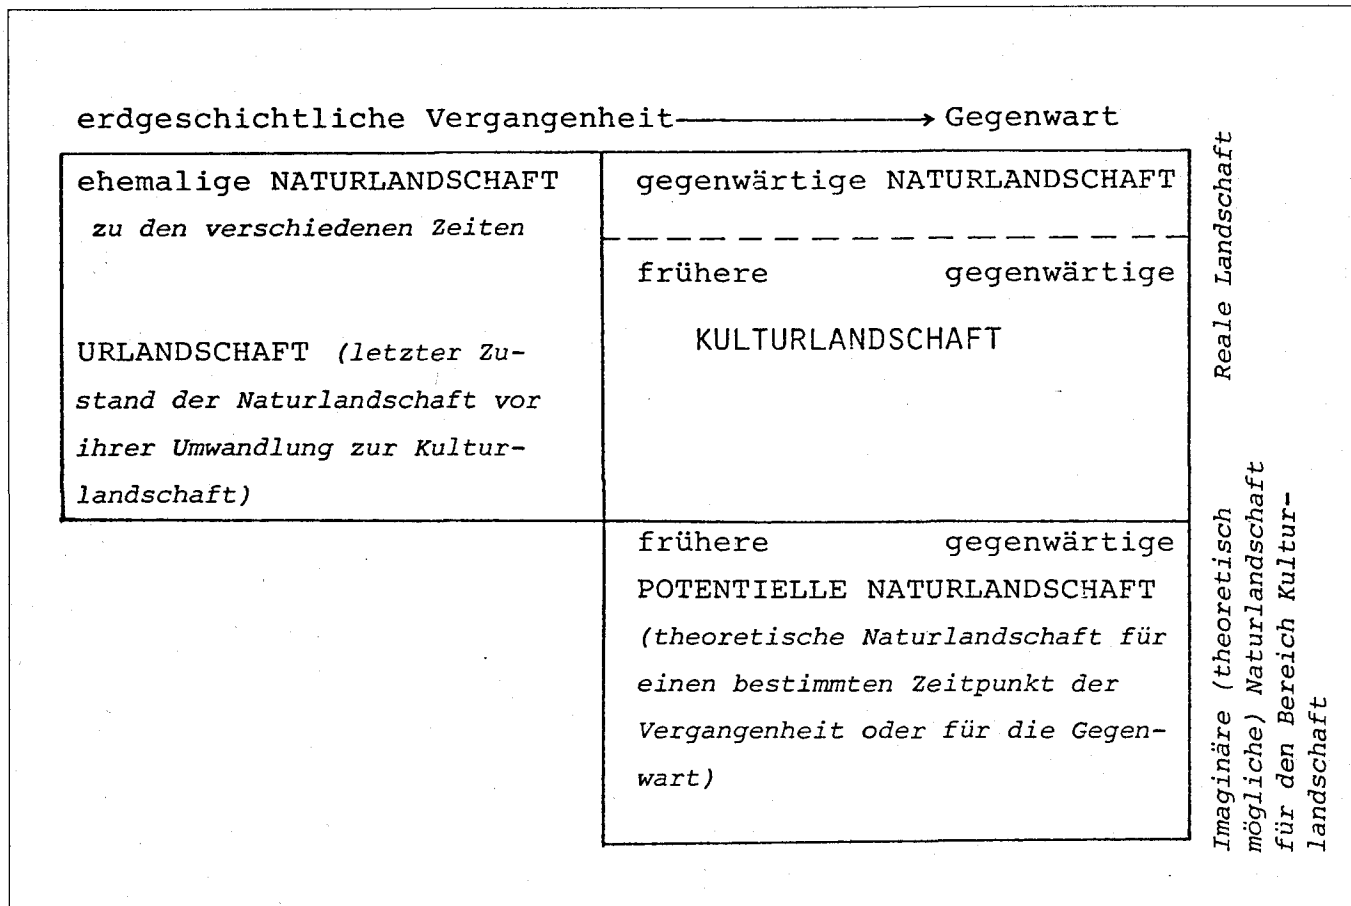 erdgeschichtliche Vergangenheit → Gegenwart
ehemalige NATURLANDSCHAFT
zu den verschiedenen Zeiten
URLANDSCHAFT (letzter Zu-
stand der Naturlandschaft vor
ihrer Umwandlung zur Kultur-
landschaft)
gegenwärtige NATURLANDSCHAFT
frühere gegenwärtige
KULTURLANDSCHAFT
frühere gegenwärtige
POTENTIELLE NATURLANDSCHAFT
(theoretische Naturlandschaft für
einen bestimmten Zeitpunkt der
Vergangenheit oder für die Gegen-
wart)
Reale Landschaft
Imaginäre (theoretisch
mögliche) Naturlandschaft
für den Bereich Kultur-
landschaft